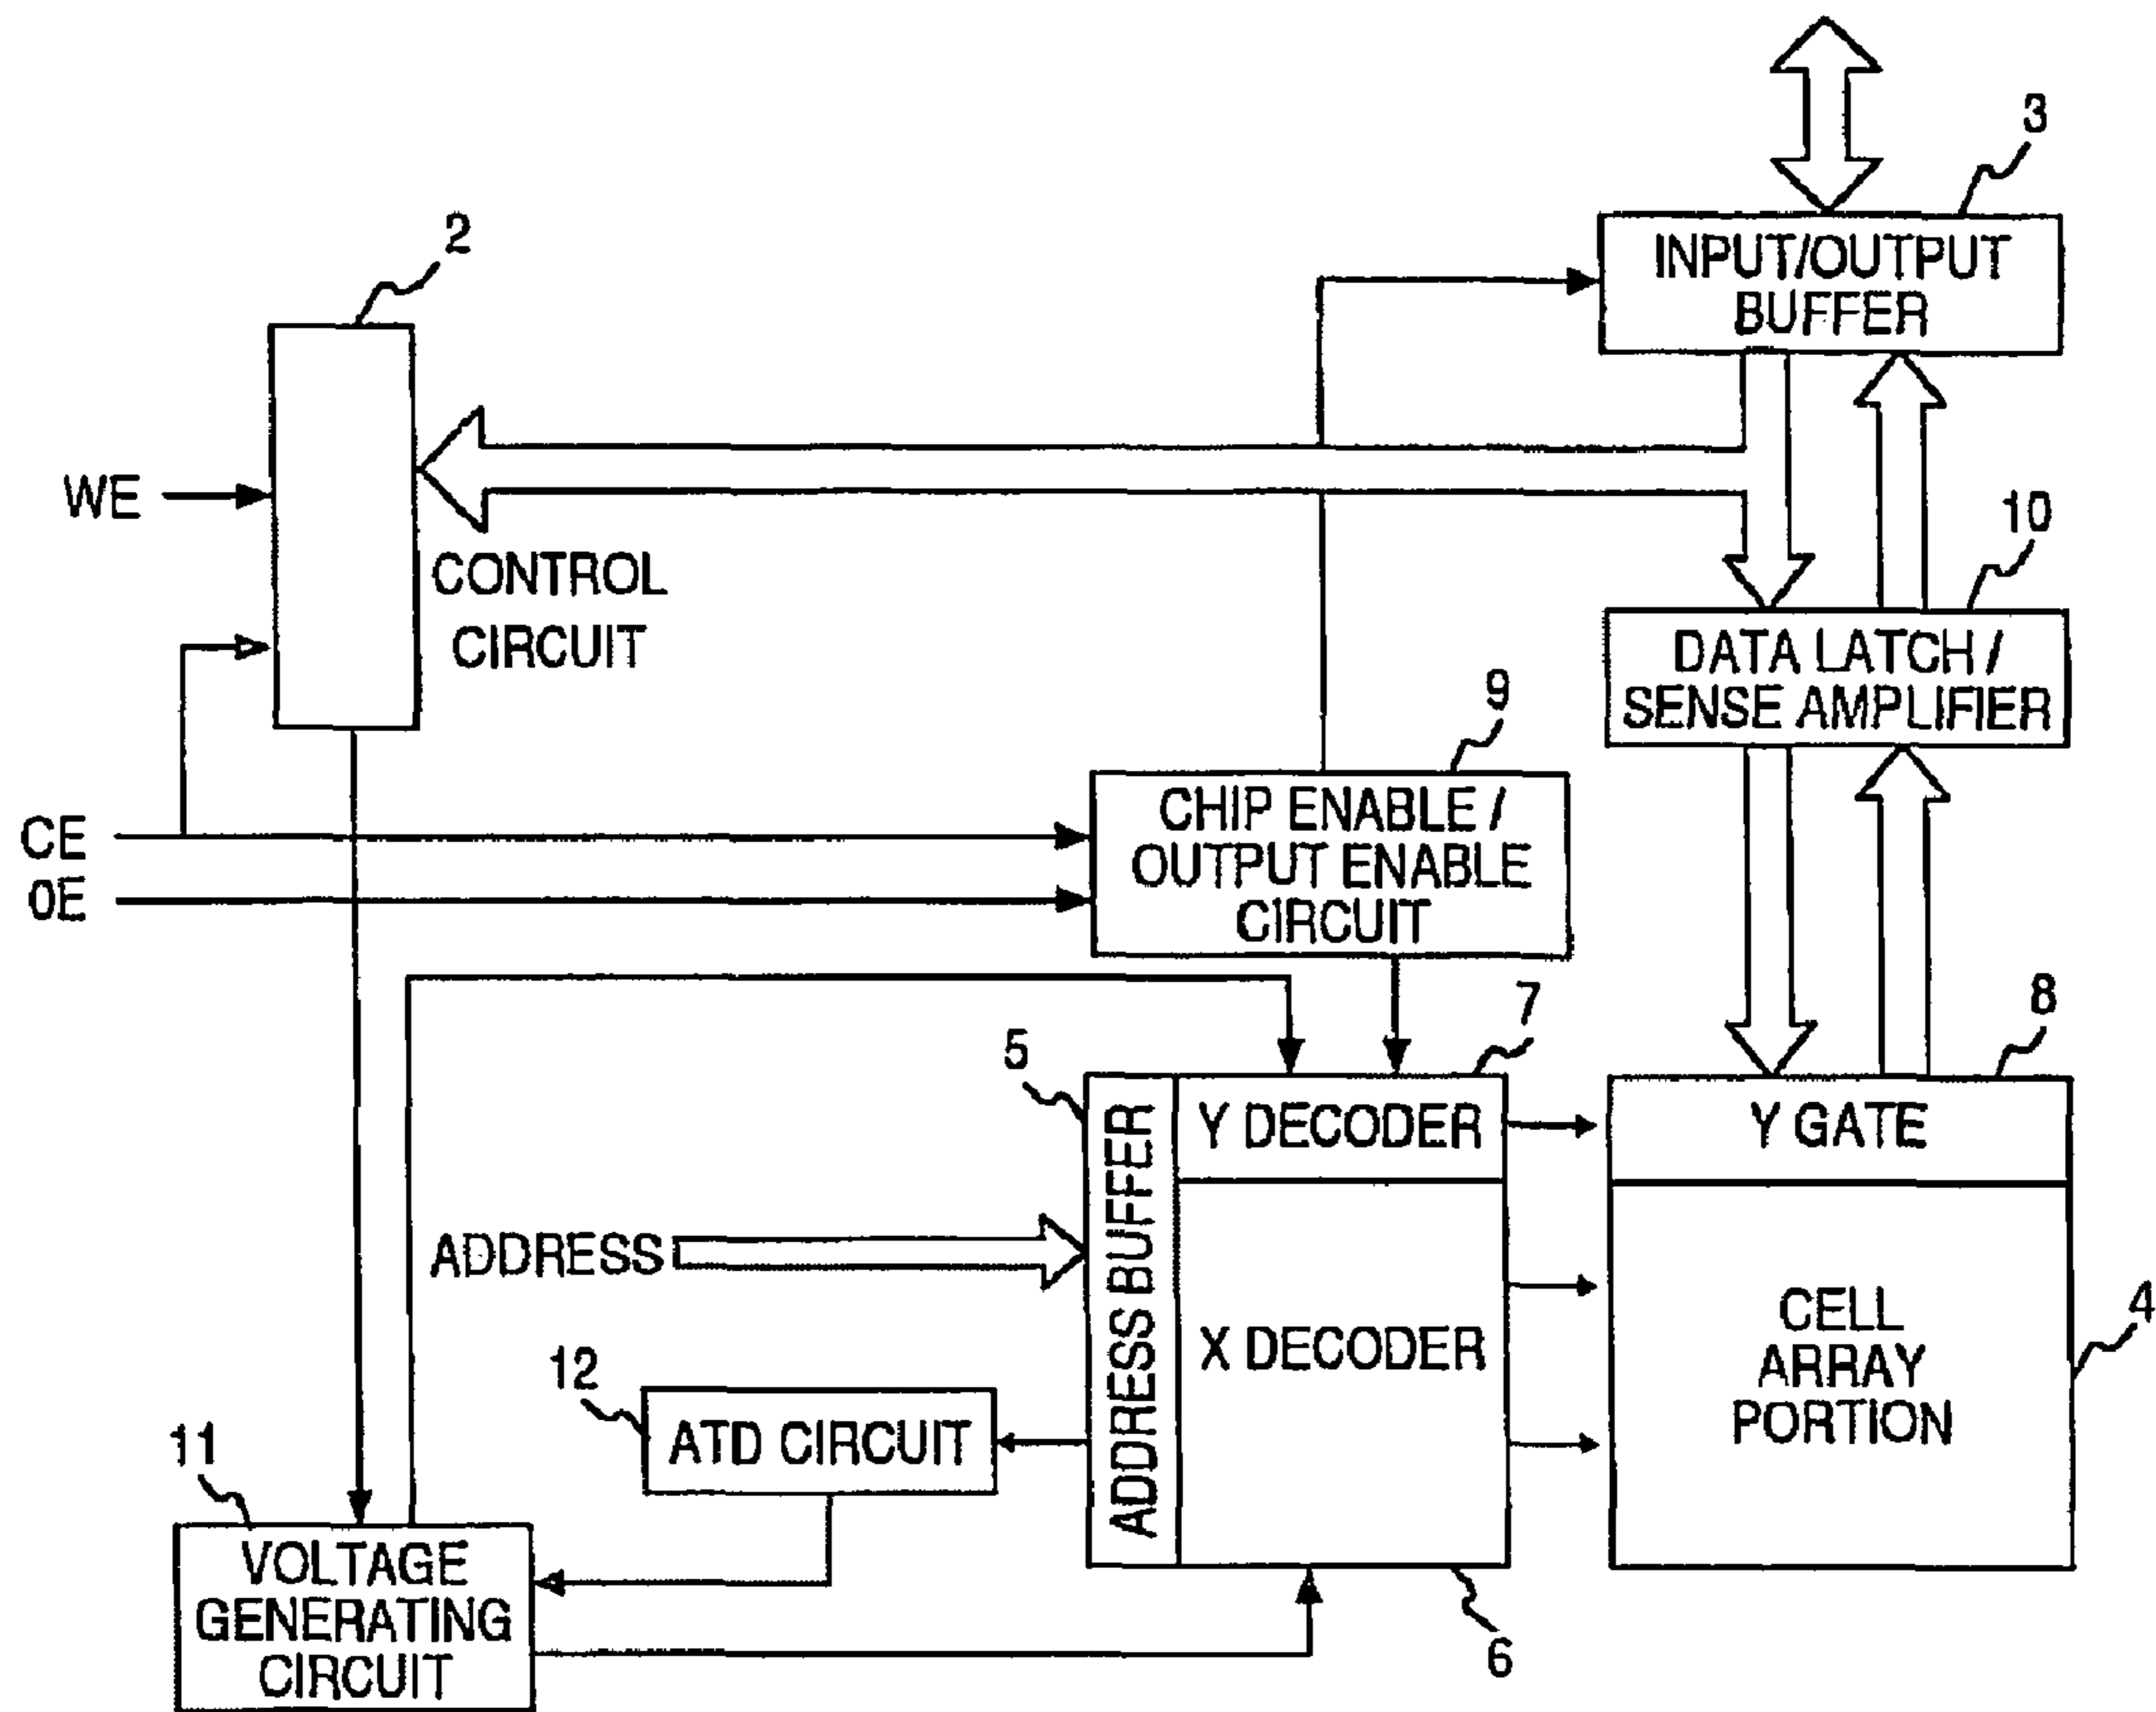 3
INPUT/OUTPUT
BUFFER
2
WE
CONTROL
CIRCUIT
10
DATA LATCH /
SENSE AMPLIFIER
9
CHIP ENABLE /
OUTPUT ENABLE
CIRCUIT
CE
OE
7
8
5
Y DECODER
Y GATE
ADDRESS BUFFER
ADDRESS
X DECODER
CELL
ARRAY
PORTION
4
12
ATD CIRCUIT
11
VOLTAGE
GENERATING
CIRCUIT
6